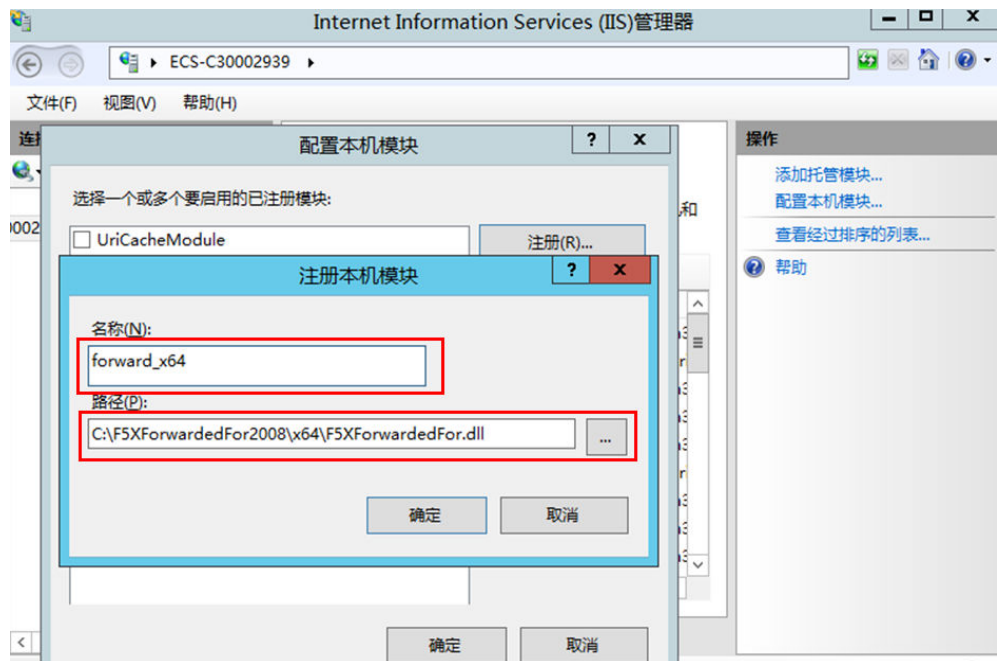 Internet Information Services (IIS)管理器
ECS-C30002939
文件(F) 视图(V) 帮助(H)
连接
配置本机模块
操作
选择一个或多个要启用的已注册模块:
添加托管模块...
配置本机模块...
和
002
UriCacheModule
注册(R)...
查看经过排序的列表...
注册本机模块
帮助
名称(N):
forward_x64
路径(P):
C:\F5XForwardedFor2008\x64\F5XForwardedFor.dll
...
确定 取消
确定 取消